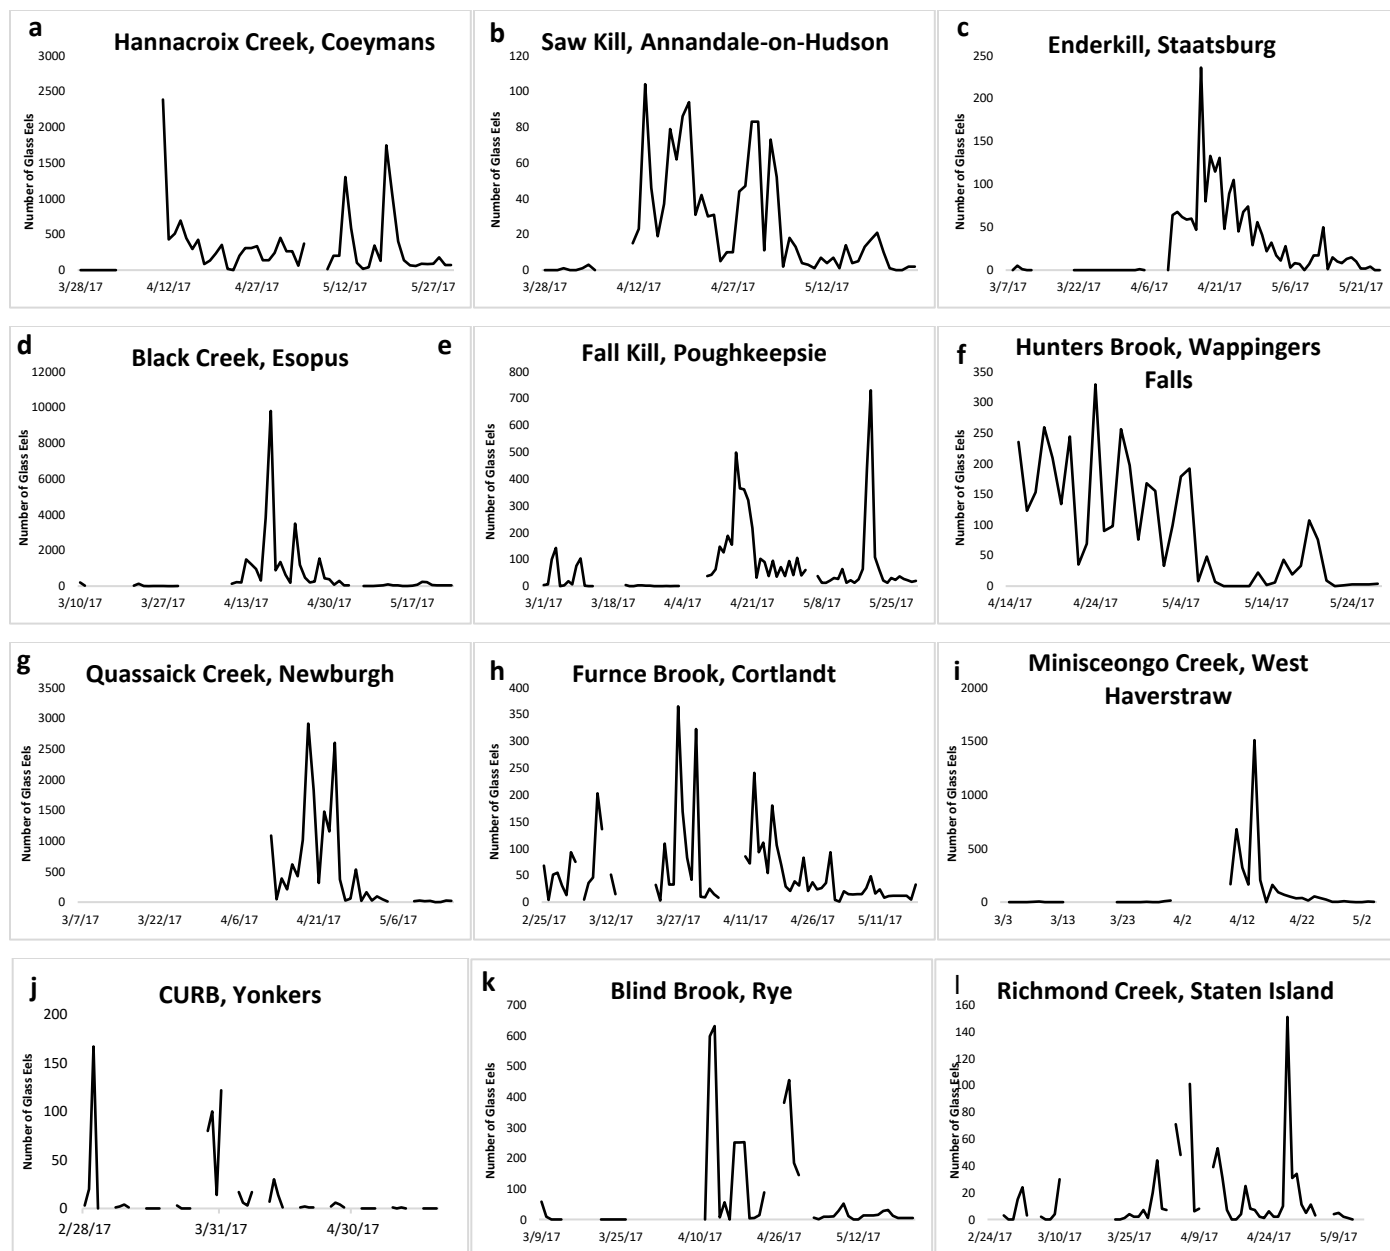 a
Hannacroix Creek, Coeymans
Number of Glass Eels
3000
2500
2000
1500
1000
500
0
3/28/17 4/12/17 4/27/17 5/12/17 5/27/17
b
Saw Kill, Annandale-on-Hudson
Number of Glass Eels
120
100
80
60
40
20
0
3/28/17 4/12/17 4/27/17 5/12/17
c
Enderkill, Staatsburg
Number of Glass Eels
250
200
150
100
50
0
3/7/17 3/22/17 4/6/17 4/21/17 5/6/17 5/21/17
d
Black Creek, Esopus
Number of Glass Eels
12000
10000
8000
6000
4000
2000
0
3/10/17 3/27/17 4/13/17 4/30/17 5/17/17
e
Fall Kill, Poughkeepsie
Number of Glass Eels
800
700
600
500
400
300
200
100
0
3/1/17 3/18/17 4/4/17 4/21/17 5/8/17 5/25/17
f
Hunters Brook, Wappingers
Falls
Number of Glass Eels
350
300
250
200
150
100
50
0
4/14/17 4/24/17 5/4/17 5/14/17 5/24/17
g
Quassaick Creek, Newburgh
Number of Glass Eels
3500
3000
2500
2000
1500
1000
500
0
3/7/17 3/22/17 4/6/17 4/21/17 5/6/17
h
Furnce Brook, Cortlandt
Number of Glass Eels
400
350
300
250
200
150
100
50
0
2/25/17 3/12/17 3/27/17 4/11/17 4/26/17 5/11/17
i
Minisceongo Creek, West
Haverstraw
Number of Glass Eels
2000
1500
1000
500
0
3/3 3/13 3/23 4/2 4/12 4/22 5/2
j
CURB, Yonkers
Number of Glass Eels
200
150
100
50
0
2/28/17 3/31/17 4/30/17
k
Blind Brook, Rye
Number of Glass Eels
700
600
500
400
300
200
100
0
3/9/17 3/25/17 4/10/17 4/26/17 5/12/17
l
Richmond Creek, Staten Island
Number of Glass Eels
160
140
120
100
80
60
40
20
0
2/24/17 3/10/17 3/25/17 4/9/17 4/24/17 5/9/17